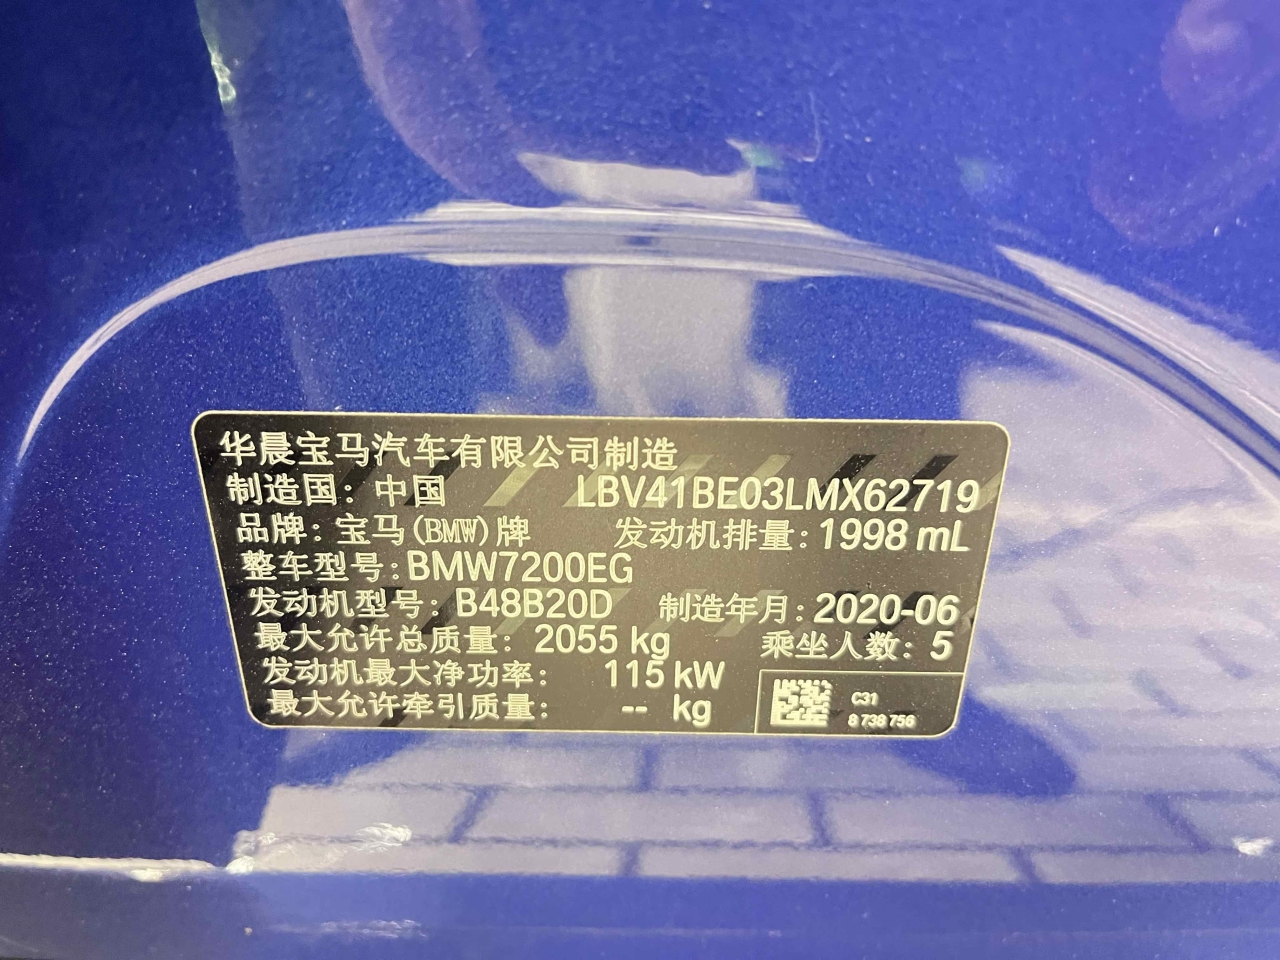 华晨宝马汽车有限公司制造
制造国：中国 LBV41BE03LMX62719
品牌：宝马(BMW)牌 发动机排量：1998 mL
整车型号：BMW7200EG
发动机型号：B48B20D 制造年月：2020-06
最大允许总质量：2055 kg 乘坐人数：5
发动机最大净功率：115 kW
最大允许牵引质量：-- kg
C31
8 738 756